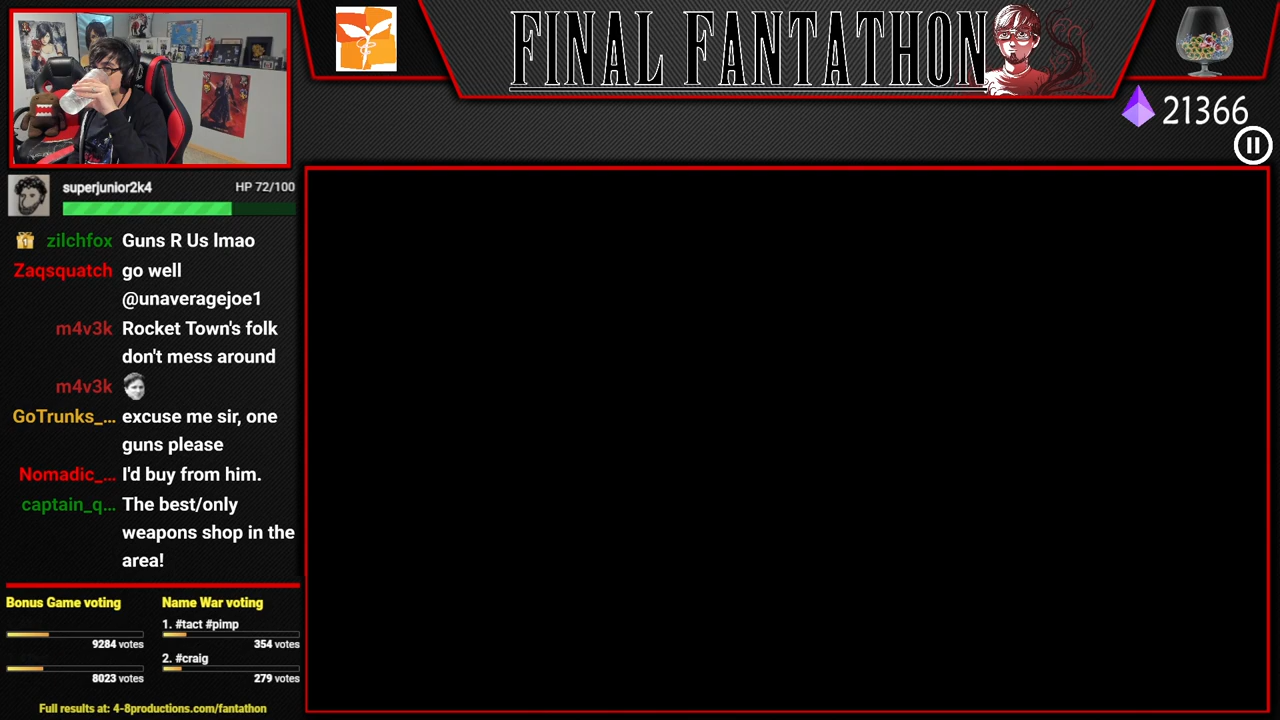 FINAL FANTATHON
21366
superjunior2k4 HP 72/100
zilchfox Guns R Us lmao
Zaqsquatch go well
@unaveragejoe1
m4v3k Rocket Town's folk
don't mess around
m4v3k
GoTrunks_... excuse me sir, one
guns please
Nomadic_... I'd buy from him.
captain_q... The best/only
weapons shop in the
area!
Bonus Game voting
9284 votes
8023 votes
Name War voting
1. #tact #pimp
354 votes
2. #craig
279 votes
Full results at: 4-8productions.com/fantathon